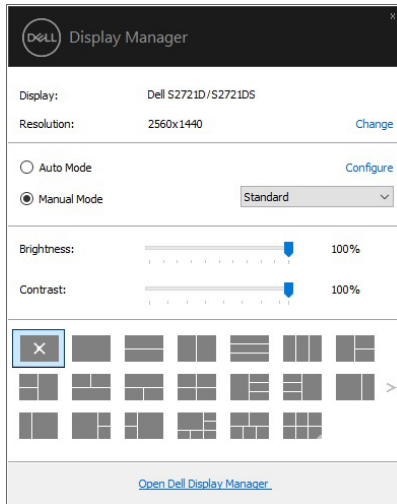 DELL Display Manager
Display: Dell S2721D/S2721DS
Resolution: 2560x1440 Change
Auto Mode Configure
Manual Mode Standard
Brightness: 100%
Contrast: 100%
Open Dell Display Manager